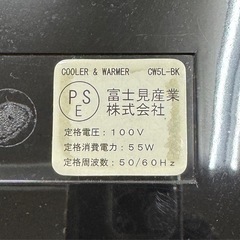 COOLER & WARMER CW5L-BK
PSE
富士見産業
株式会社
定格電圧：100V
定格消費電力：55W
定格周波数：50/60Hz